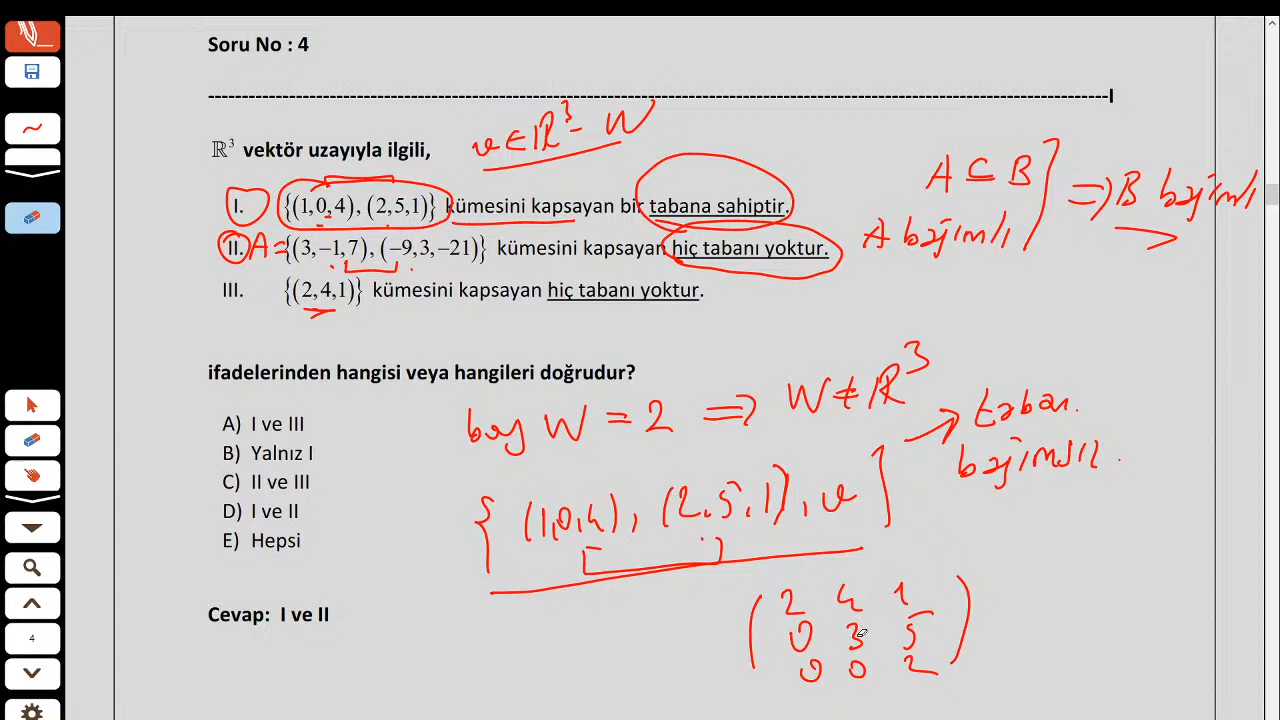 Soru No : 4
v ∈ ℝ³ - W
ℝ³ vektör uzayıyla ilgili,
I. {(1,0,4),(2,5,1)} kümesini kapsayan bir tabana sahiptir.
II. A = {(3,−1,7),(−9,3,−21)} kümesini kapsayan hiç tabanı yoktur.
III. {(2,4,1)} kümesini kapsayan hiç tabanı yoktur.
A ⊆ B
A bağımlı
⇒ B bağımlı
ifadelerinden hangisi veya hangileri doğrudur?
A) I ve III
B) Yalnız I
C) II ve III
D) I ve II
E) Hepsi
boy W = 2 ⇒ W ≠ ℝ³
{(1,0,4), (2,5,1), v} → taban.
bağımsız.
Cevap: I ve II
2 4 1
0 3 5
0 0 2
4